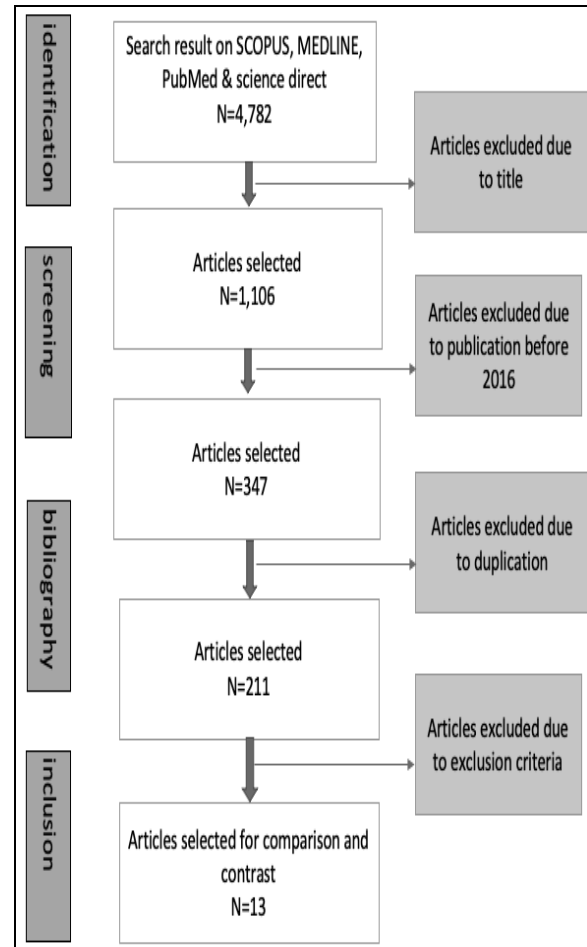 identification
Search result on SCOPUS, MEDLINE,
PubMed & science direct
N=4,782
Articles excluded due
to title
screening
Articles selected
N=1,106
Articles excluded due
to publication before
2016
Articles selected
N=347
bibliography
Articles excluded due
to duplication
Articles selected
N=211
Articles excluded due
to exclusion criteria
inclusion
Articles selected for comparison and
contrast
N=13